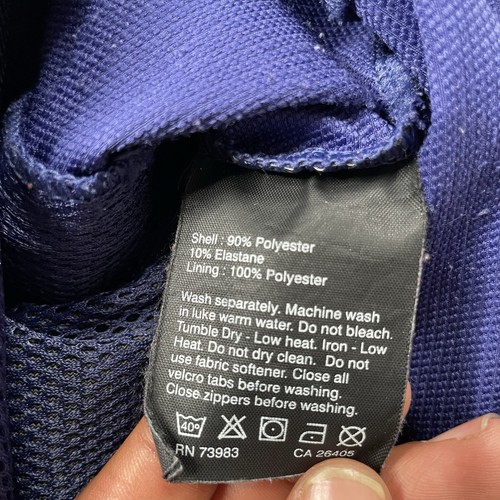 Shell : 90% Polyester
10% Elastane
Lining : 100% Polyester
Wash separately. Machine wash
in luke warm water. Do not bleach.
Tumble Dry - Low heat. Iron - Low
Heat. Do not dry clean. Do not
use fabric softener. Close all
velcro tabs before washing.
Close zippers before washing.
40°
RN 73983 CA 26405